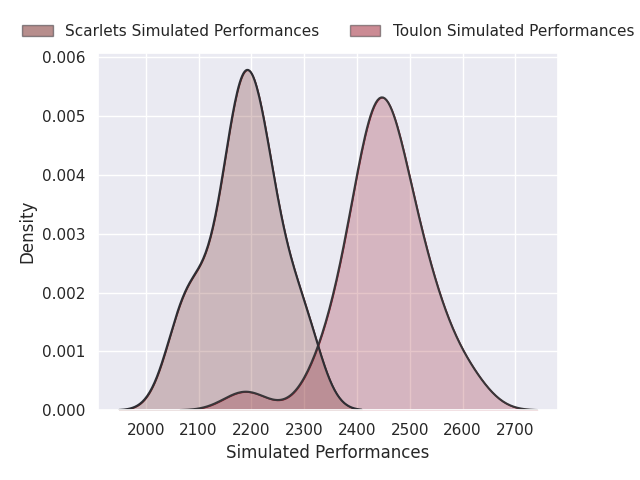 Scarlets Simulated Performances Toulon Simulated Performances
0.006
0.005
0.004
0.003
0.002
0.001
0.000
Density
2000 2100 2200 2300 2400 2500 2600 2700
Simulated Performances